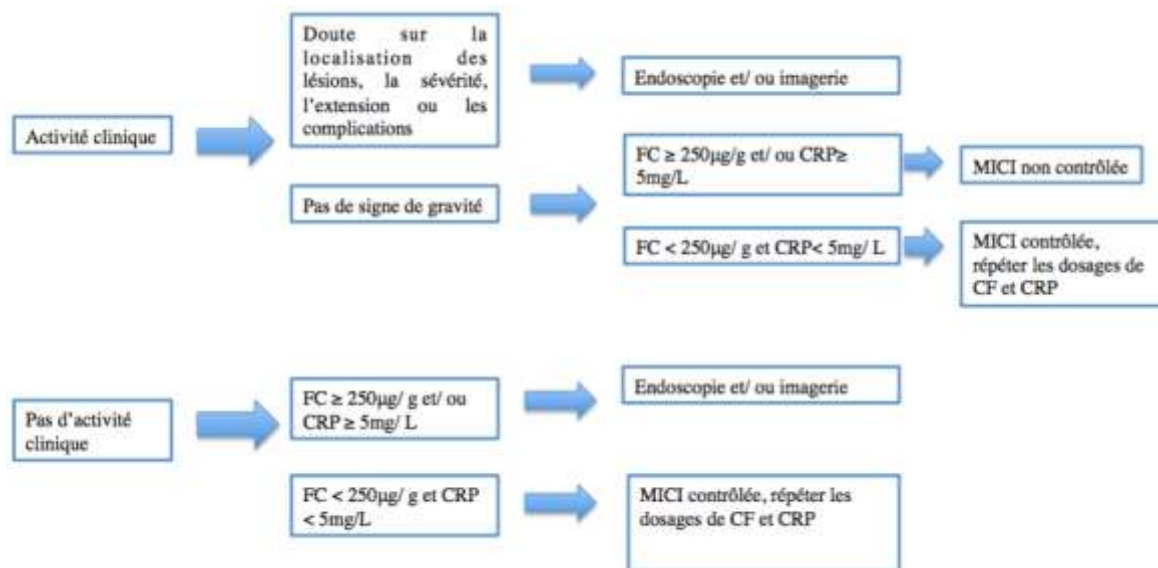 Activité clinique
Doute sur la
localisation des
lésions, la sévérité,
l'extension ou les
complications
Endoscopie et/ ou imagerie
Pas de signe de gravité
FC ≥ 250µg/g et/ ou CRP≥
5mg/L
MICI non contrôlée
FC < 250µg/ g et CRP< 5mg/ L
MICI contrôlée,
répéter les dosages de
CF et CRP
Pas d'activité
clinique
FC ≥ 250µg/ g et/ ou
CRP ≥ 5mg/ L
Endoscopie et/ ou imagerie
FC < 250µg/ g et CRP
< 5mg/L
MICI contrôlée, répéter les
dosages de CF et CRP